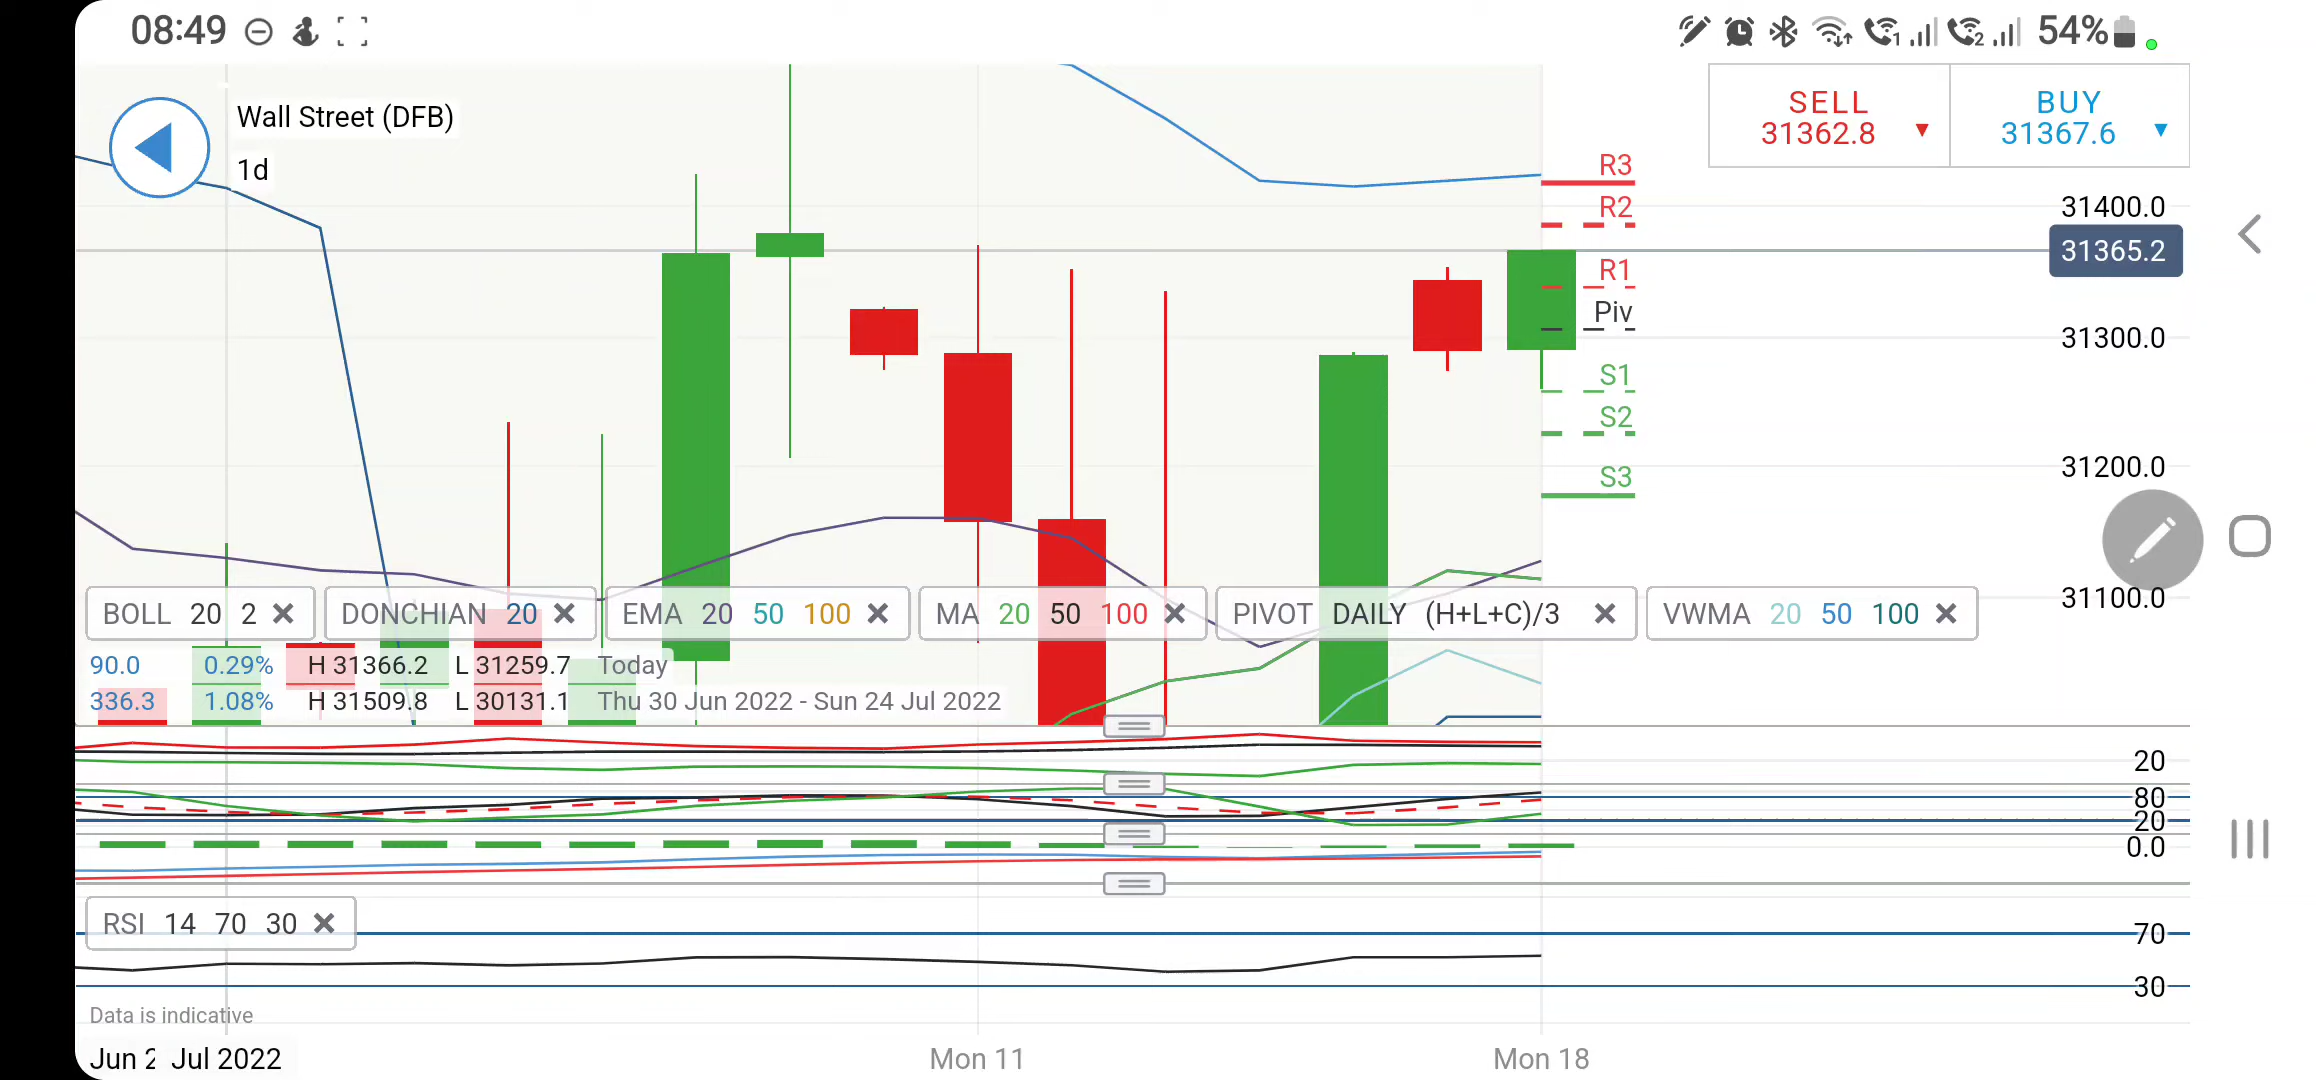 08:49
54%
Wall Street (DFB)
1d
SELL
31362.8
BUY
31367.6
R3
R2
R1
Piv
S1
S2
S3
31400.0
31365.2
31300.0
31200.0
31100.0
BOLL 20 2
DONCHIAN 20
EMA 20 50 100
MA 20 50 100
PIVOT DAILY (H+L+C)/3
VWMA 20 50 100
90.0 0.29% H 31366.2 L 31259.7 Today
336.3 1.08% H 31509.8 L 30131.1 Thu 30 Jun 2022 - Sun 24 Jul 2022
20
80
20
0.0
RSI 14 70 30
70
30
Data is indicative
Jun 2 Jul 2022 Mon 11 Mon 18